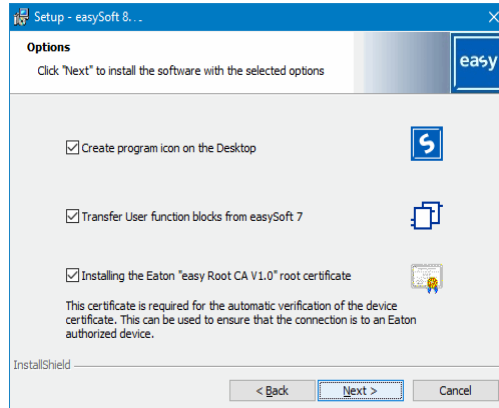 Setup - easySoft 8. . .
Options
Click "Next" to install the software with the selected options
easy
Create program icon on the Desktop
S
Transfer User function blocks from easySoft 7
Installing the Eaton "easy Root CA V1.0" root certificate
This certificate is required for the automatic verification of the device
certificate. This can be used to ensure that the connection is to an Eaton
authorized device.
InstallShield
< Back
Next >
Cancel